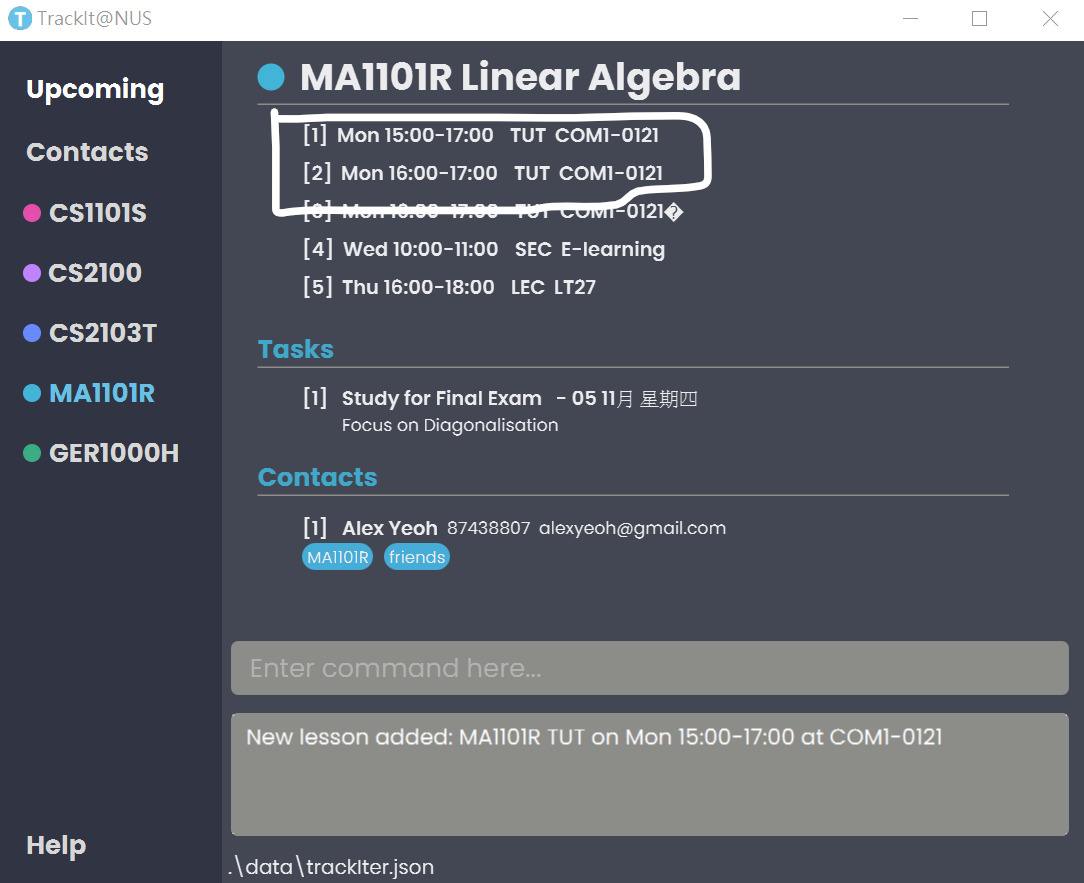 TrackIt@NUS
Upcoming
Contacts
CS1101S
CS2100
CS2103T
MA1101R
GER1000H
Help
MA1101R Linear Algebra
[1] Mon 15:00-17:00 TUT COM1-0121
[2] Mon 16:00-17:00 TUT COM1-0121
[3] Mon 16:00-17:00 TUT COM1-0121�
[4] Wed 10:00-11:00 SEC E-learning
[5] Thu 16:00-18:00 LEC LT27
Tasks
[1] Study for Final Exam - 05 11月 星期四
Focus on Diagonalisation
Contacts
[1] Alex Yeoh 87438807 alexyeoh@gmail.com
MA1101R friends
Enter command here...
New lesson added: MA1101R TUT on Mon 15:00-17:00 at COM1-0121
.\data\trackIter.json